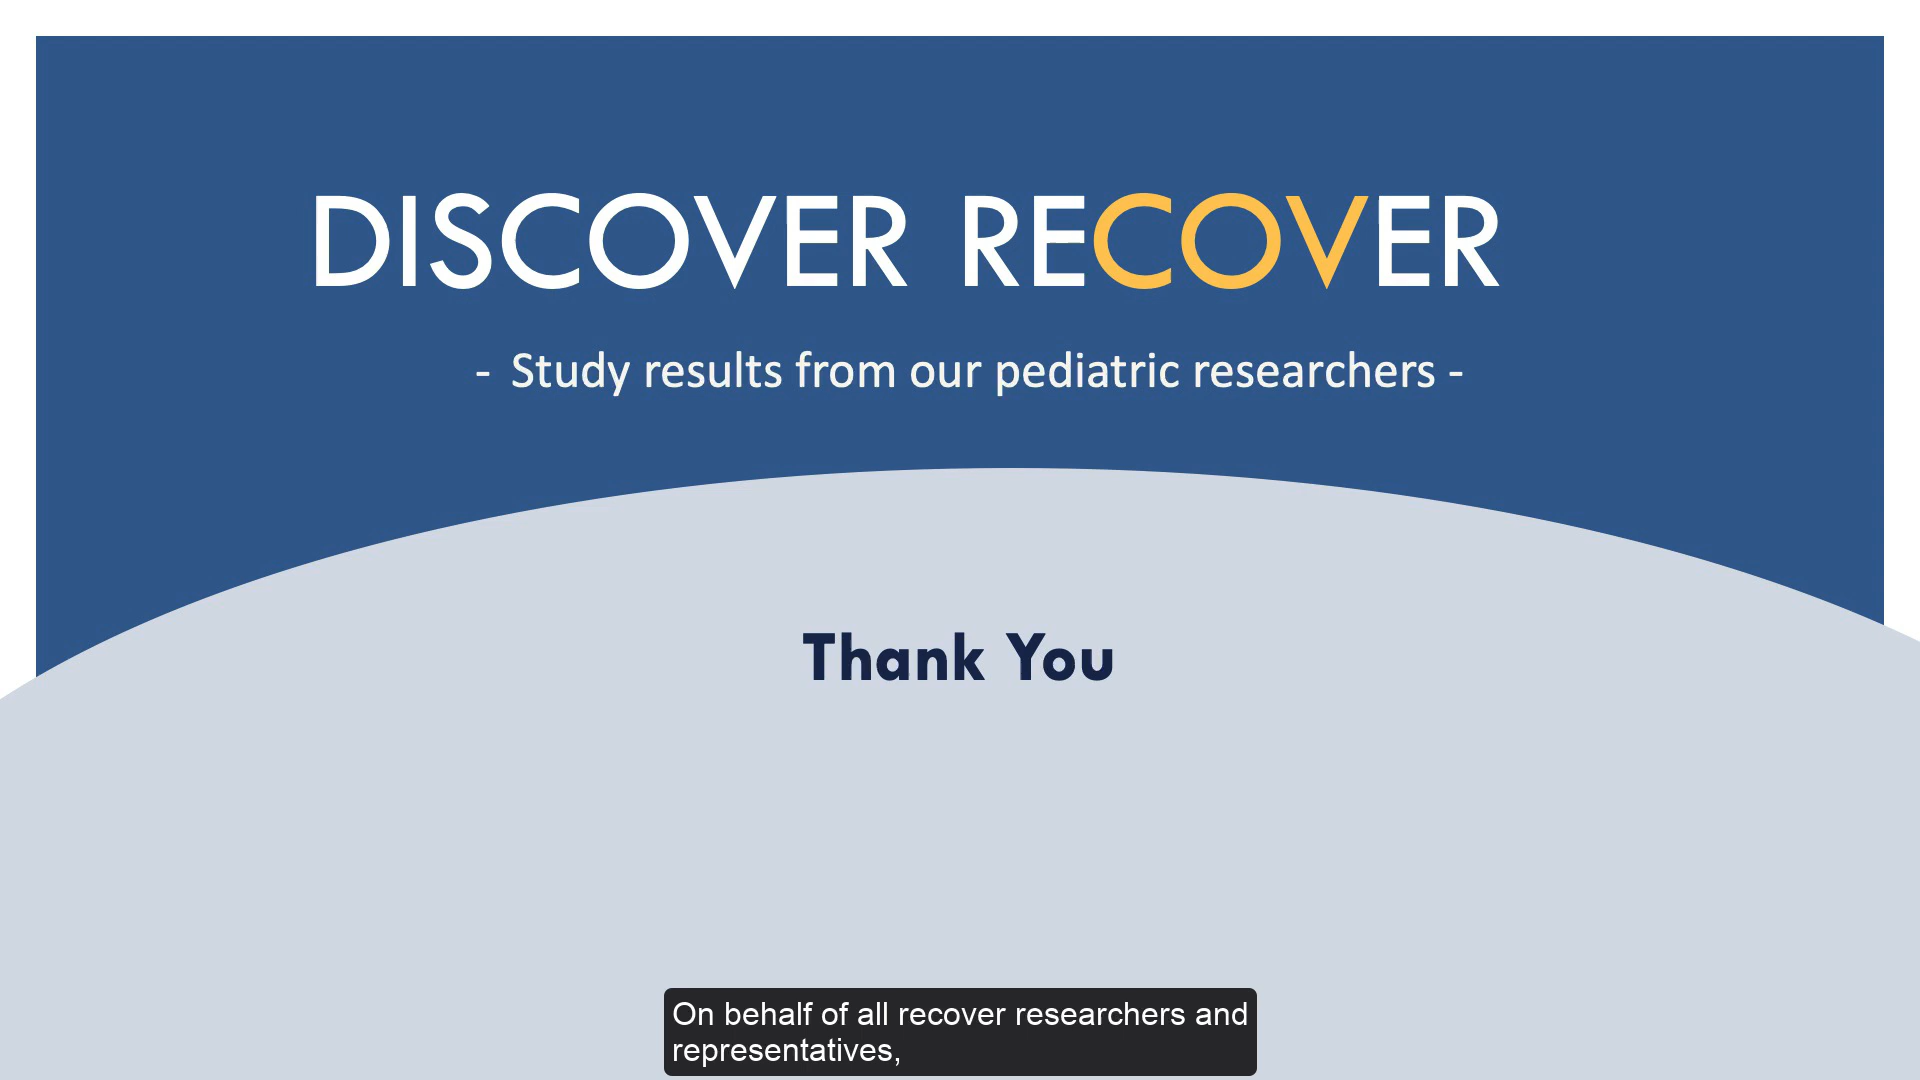 DISCOVER RECOVER
- Study results from our pediatric researchers -
Thank You
On behalf of all recover researchers and
representatives,